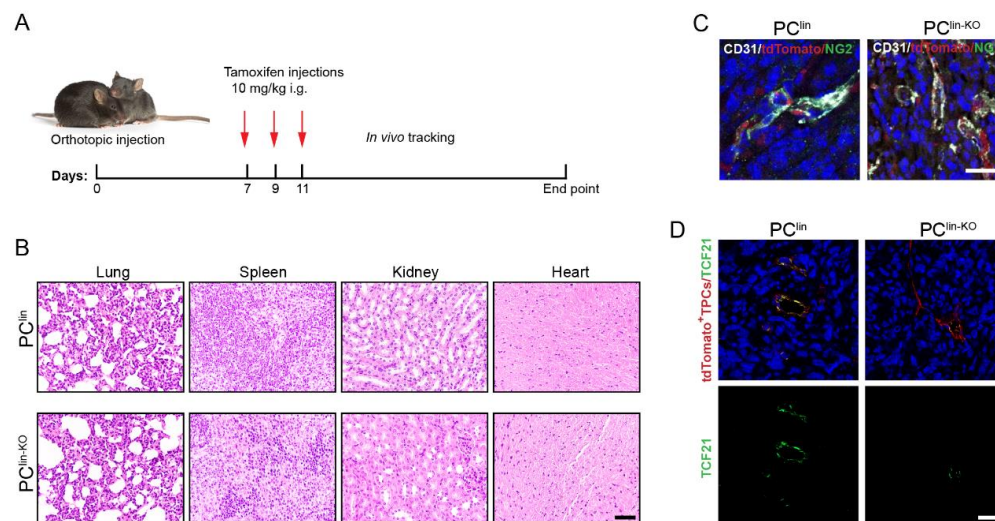 A
Tamoxifen injections
10 mg/kg i.g.
Orthotopic injection
In vivo tracking
Days:
0
7
9
11
End point
B
Lung
Spleen
Kidney
Heart
PClin
PClin-KO
C
PClin
PClin-KO
CD31/tdTomato/NG2
CD31/tdTomato/NG
D
PClin
PClin-KO
tdTomato+TPCs/TCF21
TCF21